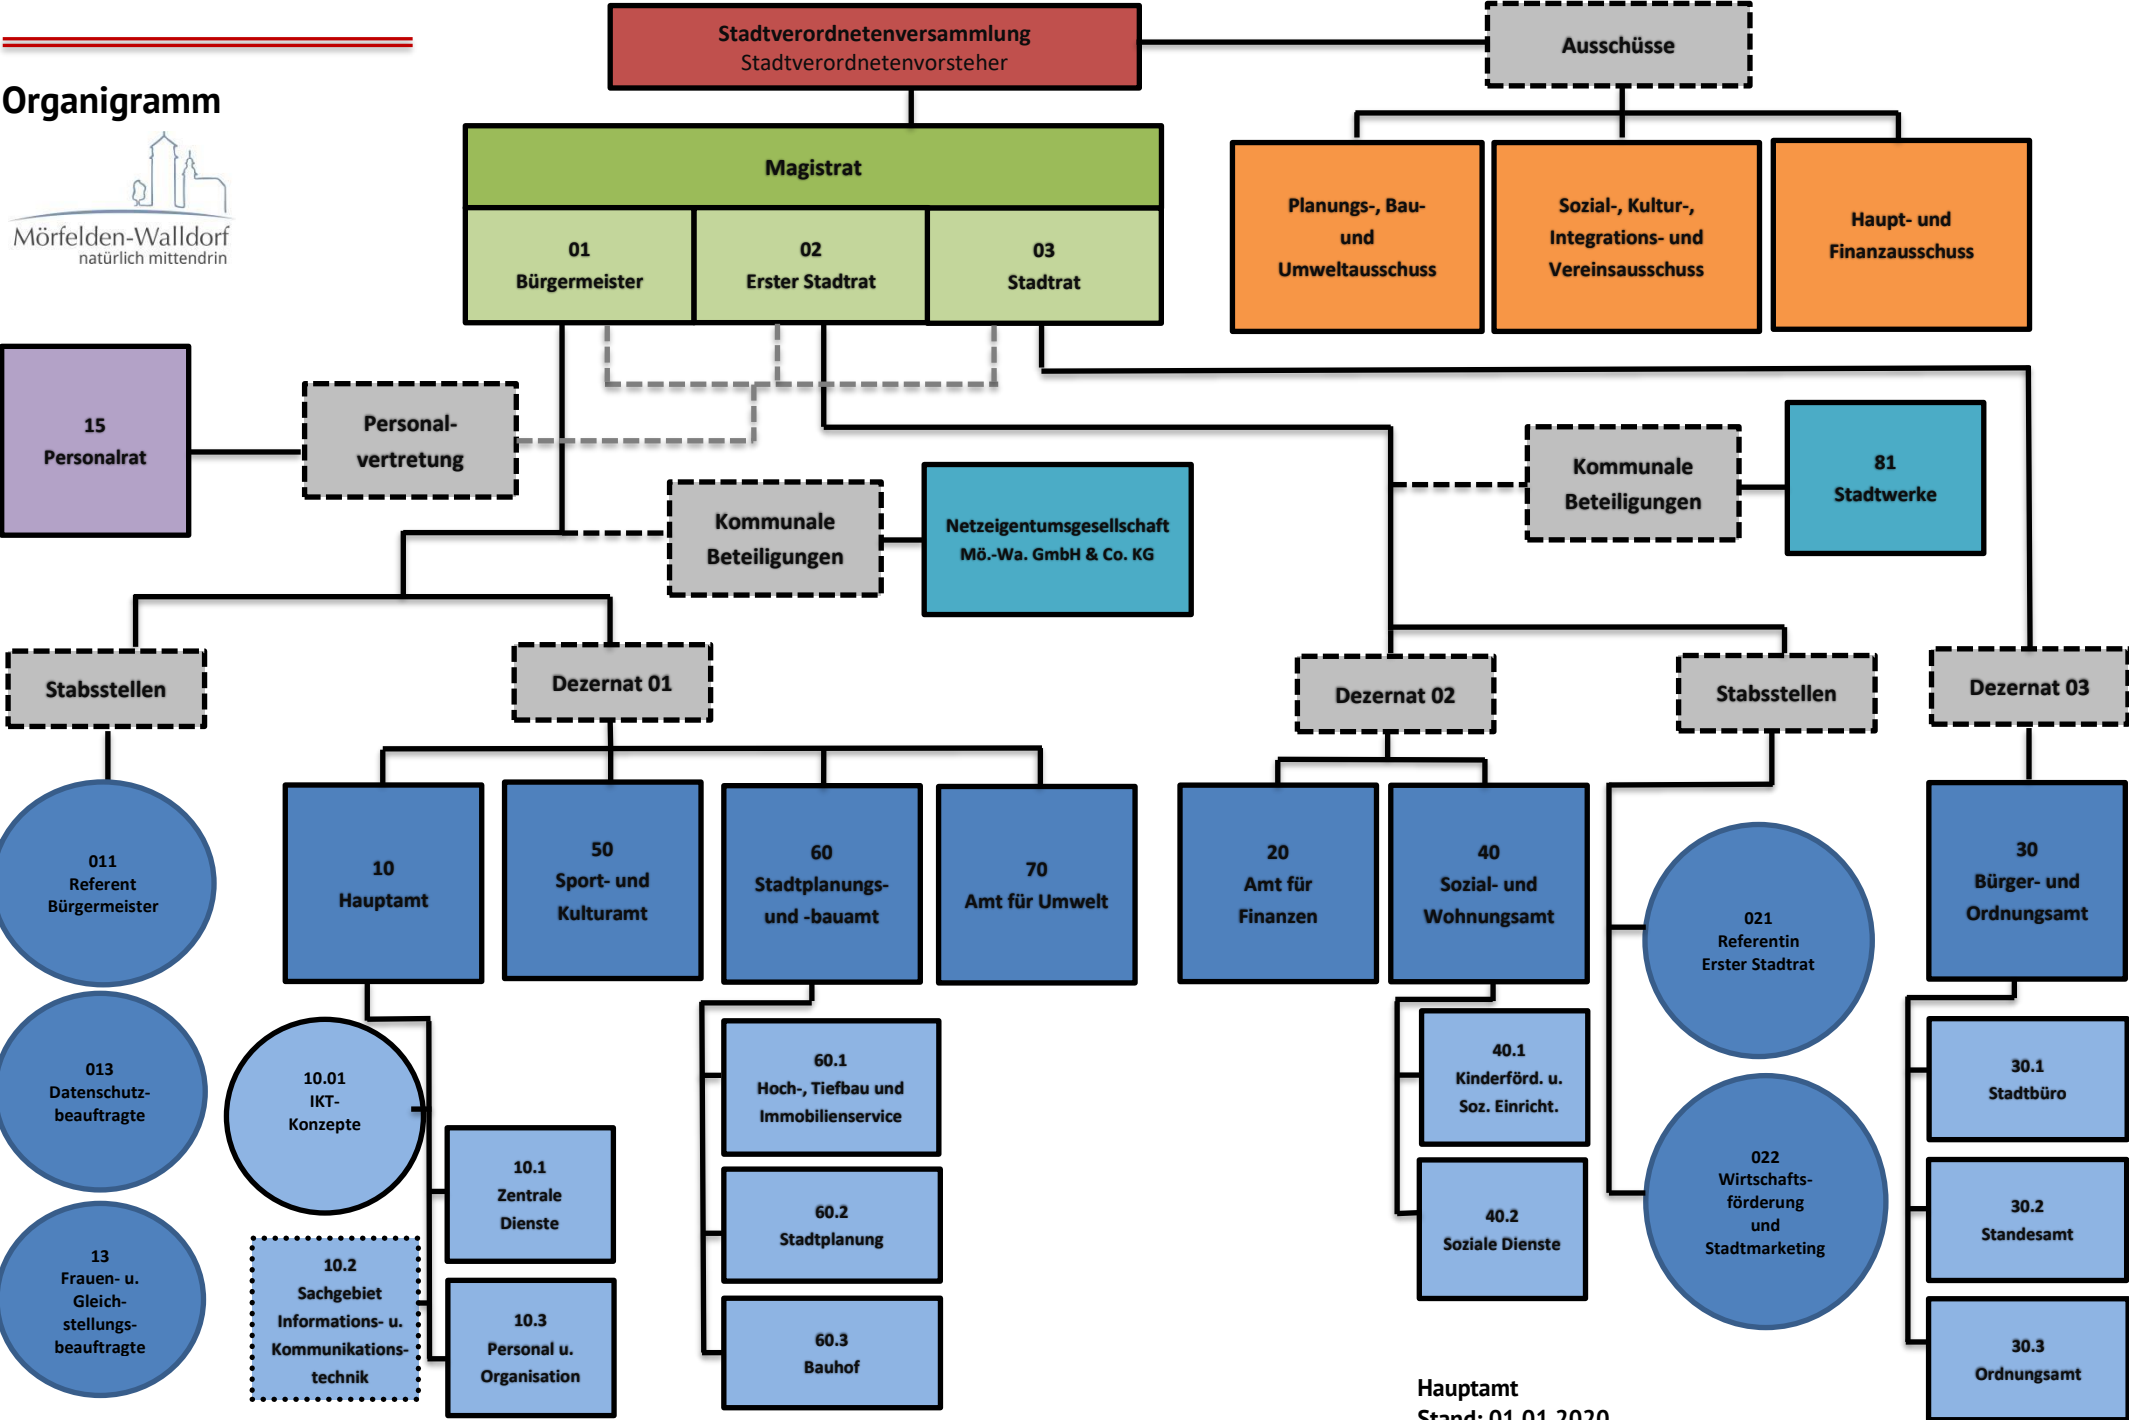 Stadtverordnetenversammlung
Stadtverordnetenvorsteher
Ausschüsse
Organigramm
Mörfelden-Walldorf
natürlich mittendrin
Magistrat
01
Bürgermeister
02
Erster Stadtrat
03
Stadtrat
Planungs-, Bau-
und
Umweltausschuss
Sozial-, Kultur-,
Integrations- und
Vereinsausschuss
Haupt- und
Finanzausschuss
15
Personalrat
Personal-
vertretung
Kommunale
Beteiligungen
Netzeigentumsgesellschaft
Mö.-Wa. GmbH & Co. KG
Kommunale
Beteiligungen
81
Stadtwerke
Stabsstellen
Dezernat 01
Dezernat 02
Stabsstellen
Dezernat 03
011
Referent
Bürgermeister
013
Datenschutz-
beauftragte
13
Frauen- u.
Gleich-
stellungs-
beauftragte
10
Hauptamt
50
Sport- und
Kulturamt
60
Stadtplanungs-
und -bauamt
70
Amt für Umwelt
20
Amt für
Finanzen
40
Sozial- und
Wohnungsamt
021
Referentin
Erster Stadtrat
022
Wirtschafts-
förderung
und
Stadtmarketing
30
Bürger- und
Ordnungsamt
10.01
IKT-
Konzepte
10.1
Zentrale
Dienste
10.2
Sachgebiet
Informations- u.
Kommunikations-
technik
10.3
Personal u.
Organisation
60.1
Hoch-, Tiefbau und
Immobilienservice
60.2
Stadtplanung
60.3
Bauhof
40.1
Kinderförd. u.
Soz. Einricht.
40.2
Soziale Dienste
30.1
Stadtbüro
30.2
Standesamt
30.3
Ordnungsamt
Hauptamt
Stand: 01.01.2020